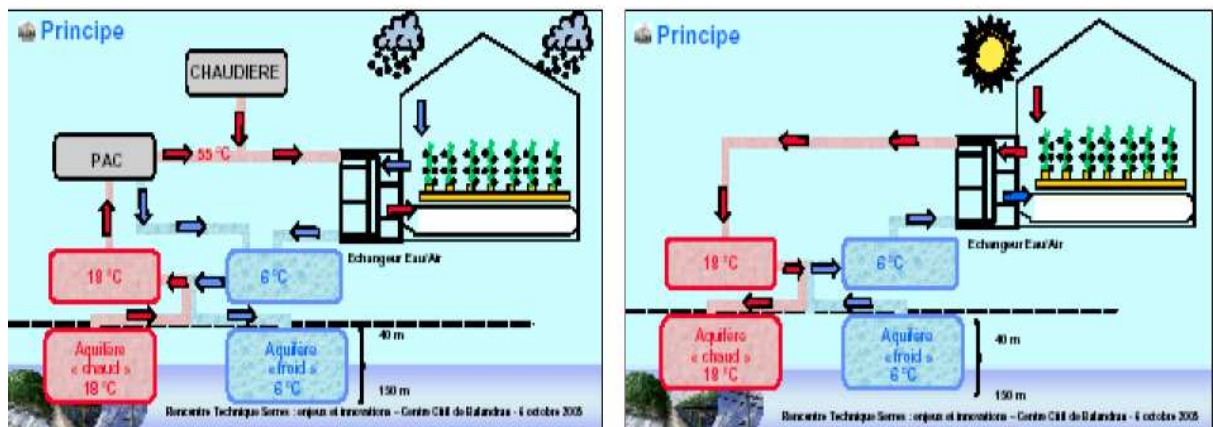 Principe
CHAUDIERE
PAC
55 °C
Echangeur Eau/Air
18 °C
6 °C
Aquifère
« chaud »
18 °C
Aquifère
«froid »
6 °C
40 m
150 m
Rencontre Technique Serres : enjeux et innovations – Centre Ctifl de Balandran - 6 octobre 2005
Principe
Echangeur Eau/Air
18 °C
6 °C
Aquifère
« chaud »
18 °C
Aquifère
«froid »
6 °C
40 m
150 m
Rencontre Technique Serres : enjeux et innovations – Centre Ctifl de Balandran - 6 octobre 2005